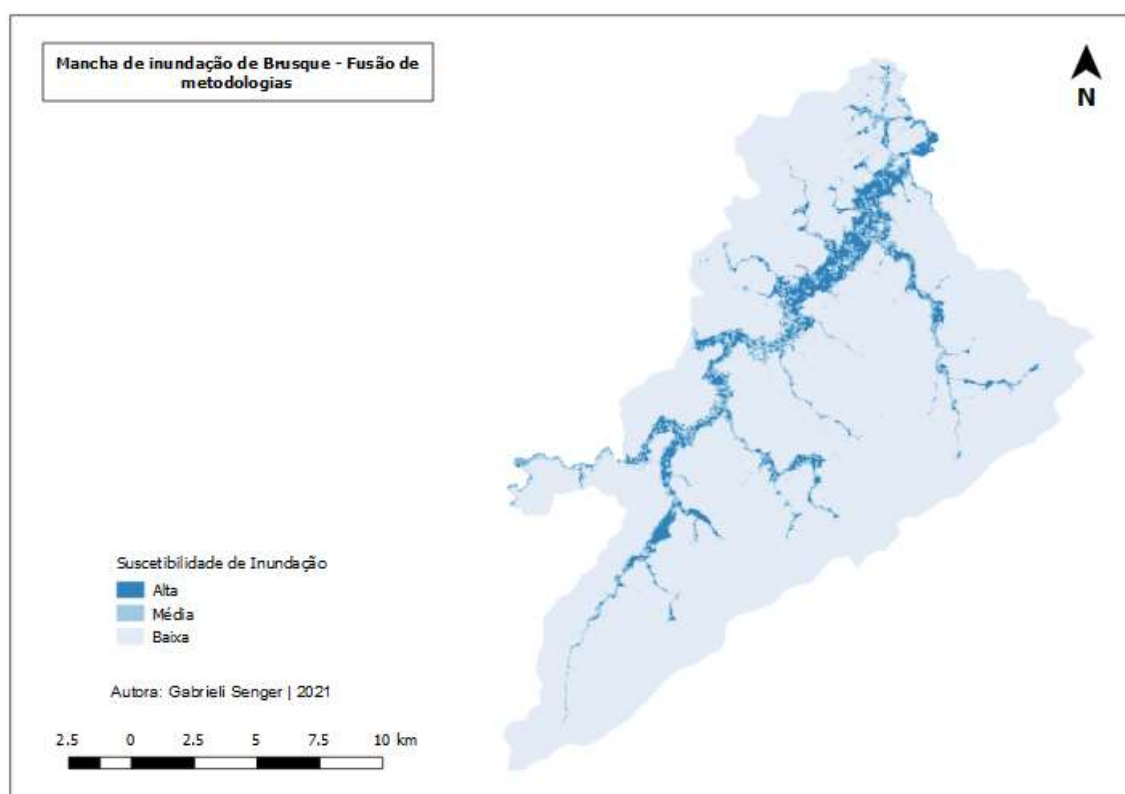 Mancha de inundação de Brusque - Fusão de
metodologias
N
Suscetibilidade de Inundação
Alta
Média
Baixa
Autora: Gabrieli Senger | 2021
2.5 0 2.5 5 7.5 10 km